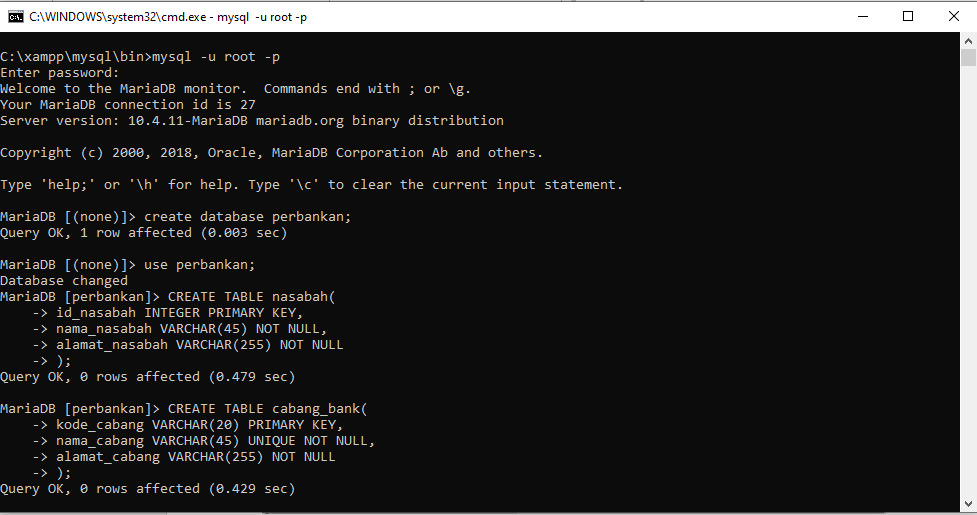 C:\WINDOWS\system32\cmd.exe - mysql  -u root -p
C:\xampp\mysql\bin>mysql -u root -p
Enter password:
Welcome to the MariaDB monitor.  Commands end with ; or \g.
Your MariaDB connection id is 27
Server version: 10.4.11-MariaDB mariadb.org binary distribution

Copyright (c) 2000, 2018, Oracle, MariaDB Corporation Ab and others.

Type 'help;' or '\h' for help. Type '\c' to clear the current input statement.

MariaDB [(none)]> create database perbankan;
Query OK, 1 row affected (0.003 sec)

MariaDB [(none)]> use perbankan;
Database changed
MariaDB [perbankan]> CREATE TABLE nasabah(
    -> id_nasabah INTEGER PRIMARY KEY,
    -> nama_nasabah VARCHAR(45) NOT NULL,
    -> alamat_nasabah VARCHAR(255) NOT NULL
    -> );
Query OK, 0 rows affected (0.479 sec)

MariaDB [perbankan]> CREATE TABLE cabang_bank(
    -> kode_cabang VARCHAR(20) PRIMARY KEY,
    -> nama_cabang VARCHAR(45) UNIQUE NOT NULL,
    -> alamat_cabang VARCHAR(255) NOT NULL
    -> );
Query OK, 0 rows affected (0.429 sec)